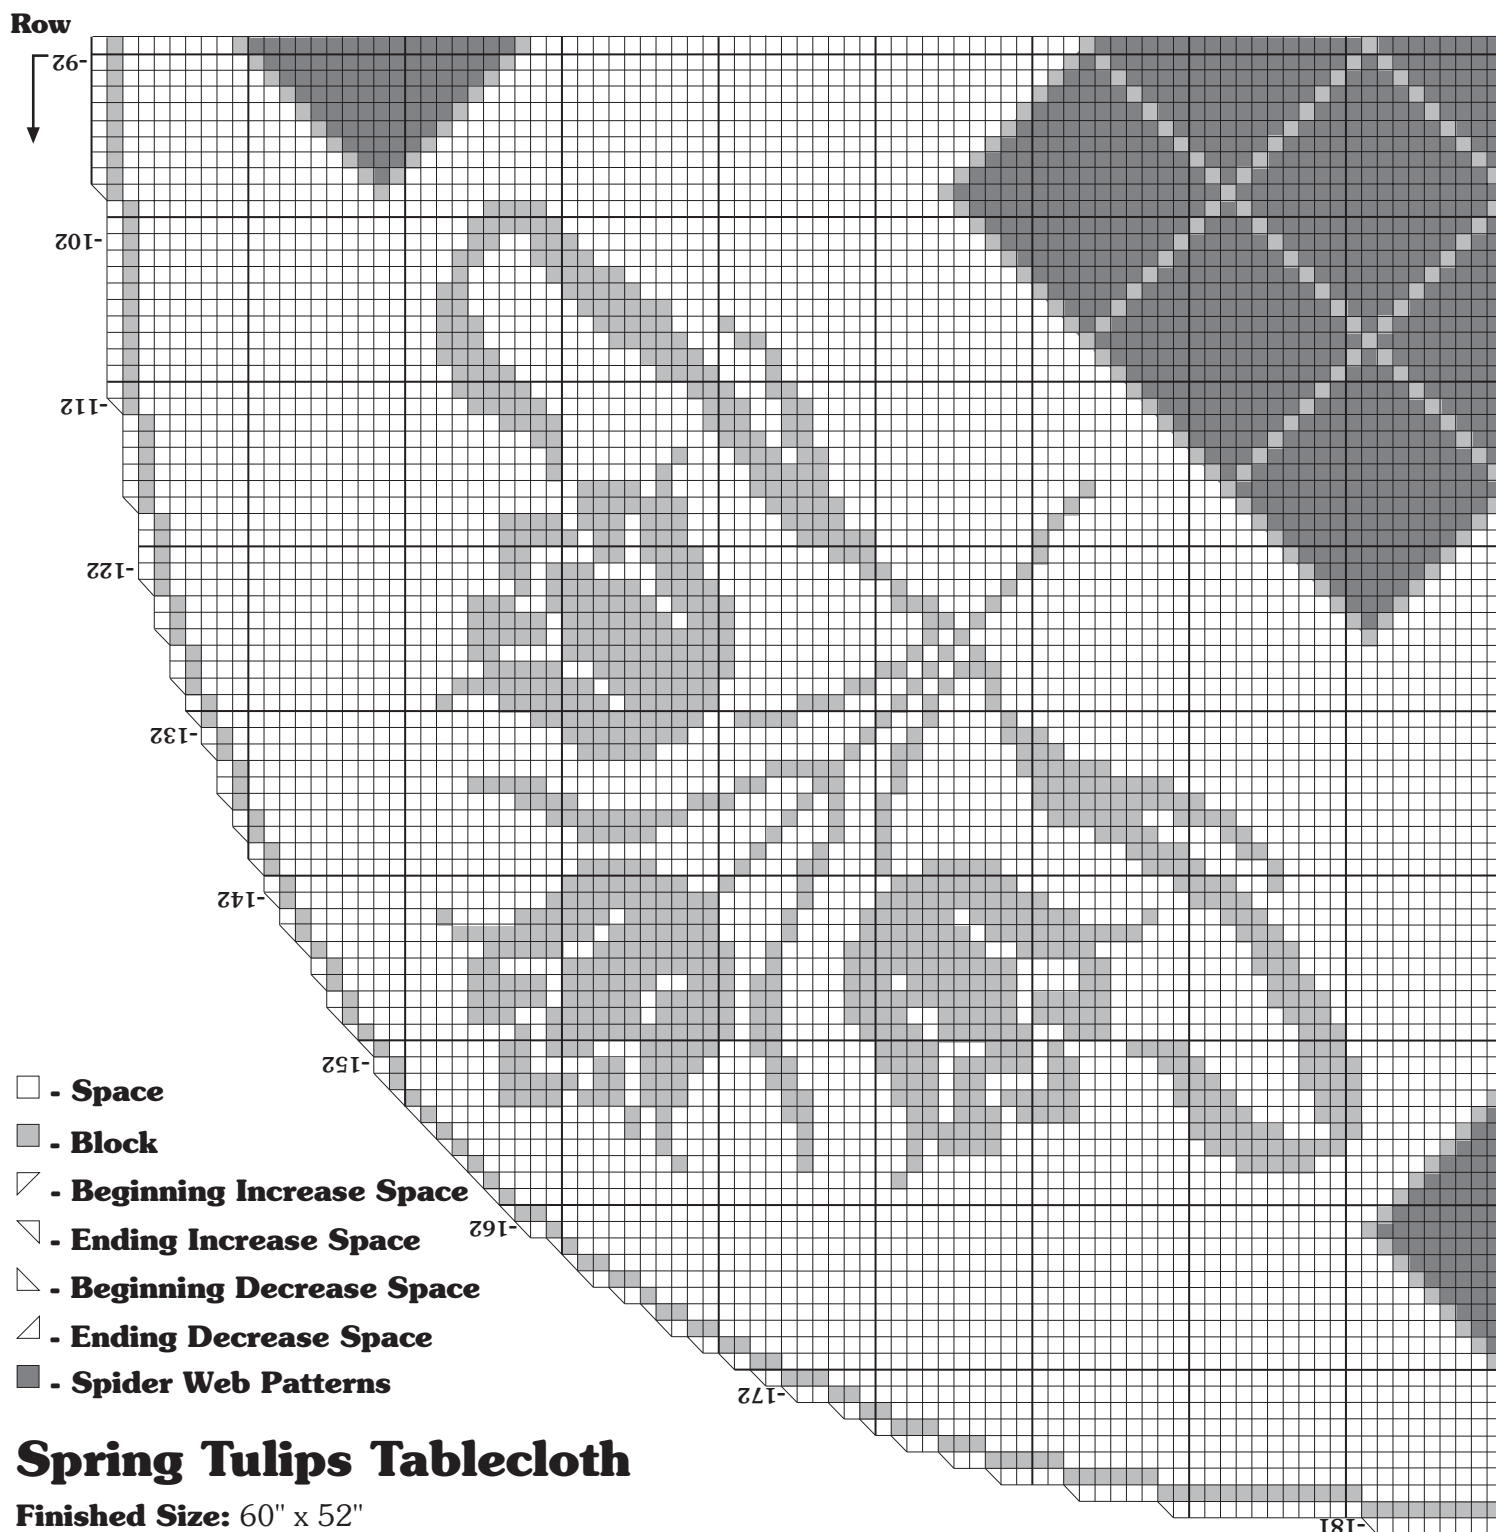 Row
92-
102-
112-
122-
132-
142-
152-
162-
172-
181-
- Space
- Block
- Beginning Increase Space
- Ending Increase Space
- Beginning Decrease Space
- Ending Decrease Space
- Spider Web Patterns
Spring Tulips Tablecloth
Finished Size: 60" x 52"